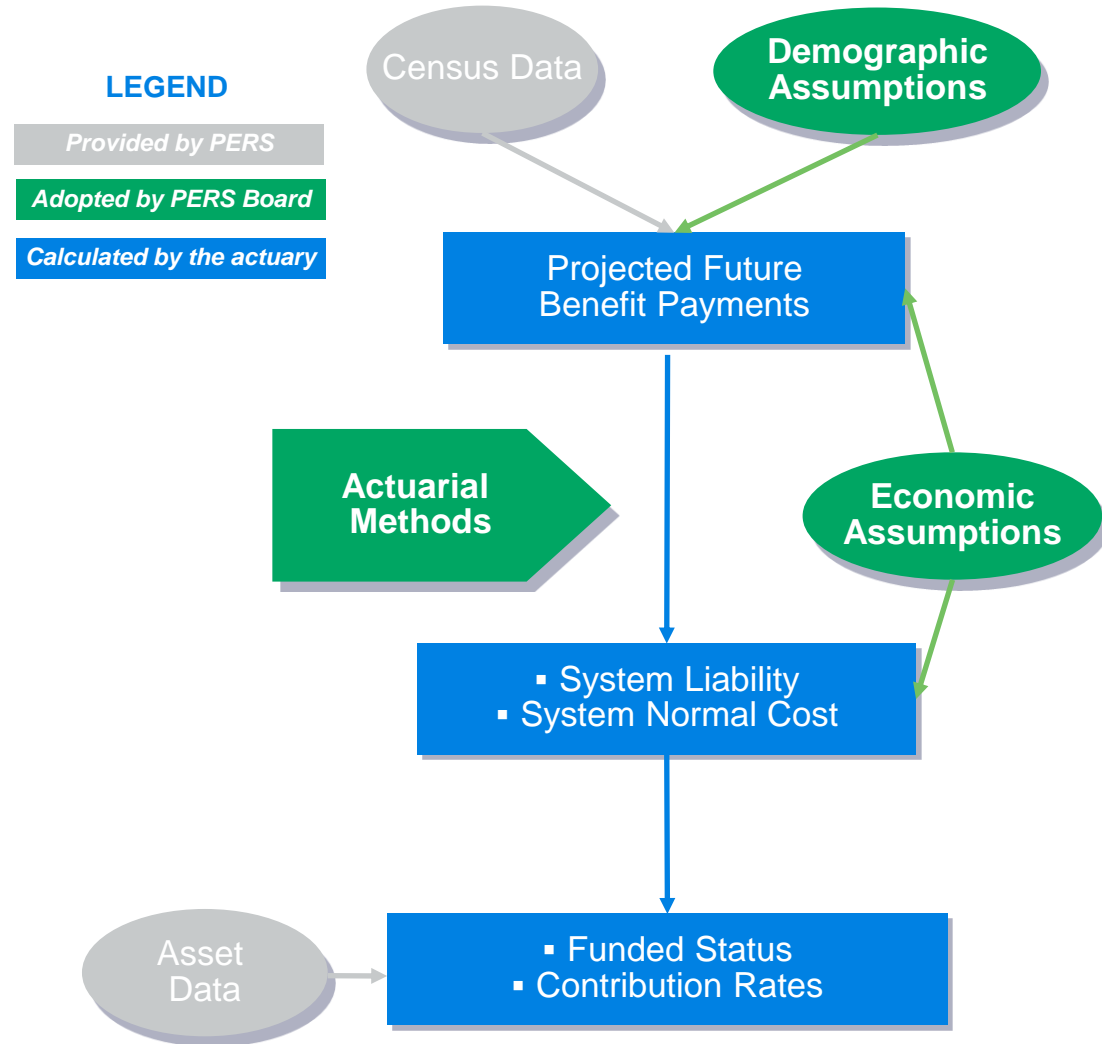 LEGEND
Provided by PERS
Adopted by PERS Board
Calculated by the actuary
Census Data
Demographic
Assumptions
Projected Future
Benefit Payments
Actuarial
Methods
Economic
Assumptions
▪ System Liability
▪ System Normal Cost
Asset
Data
▪ Funded Status
▪ Contribution Rates